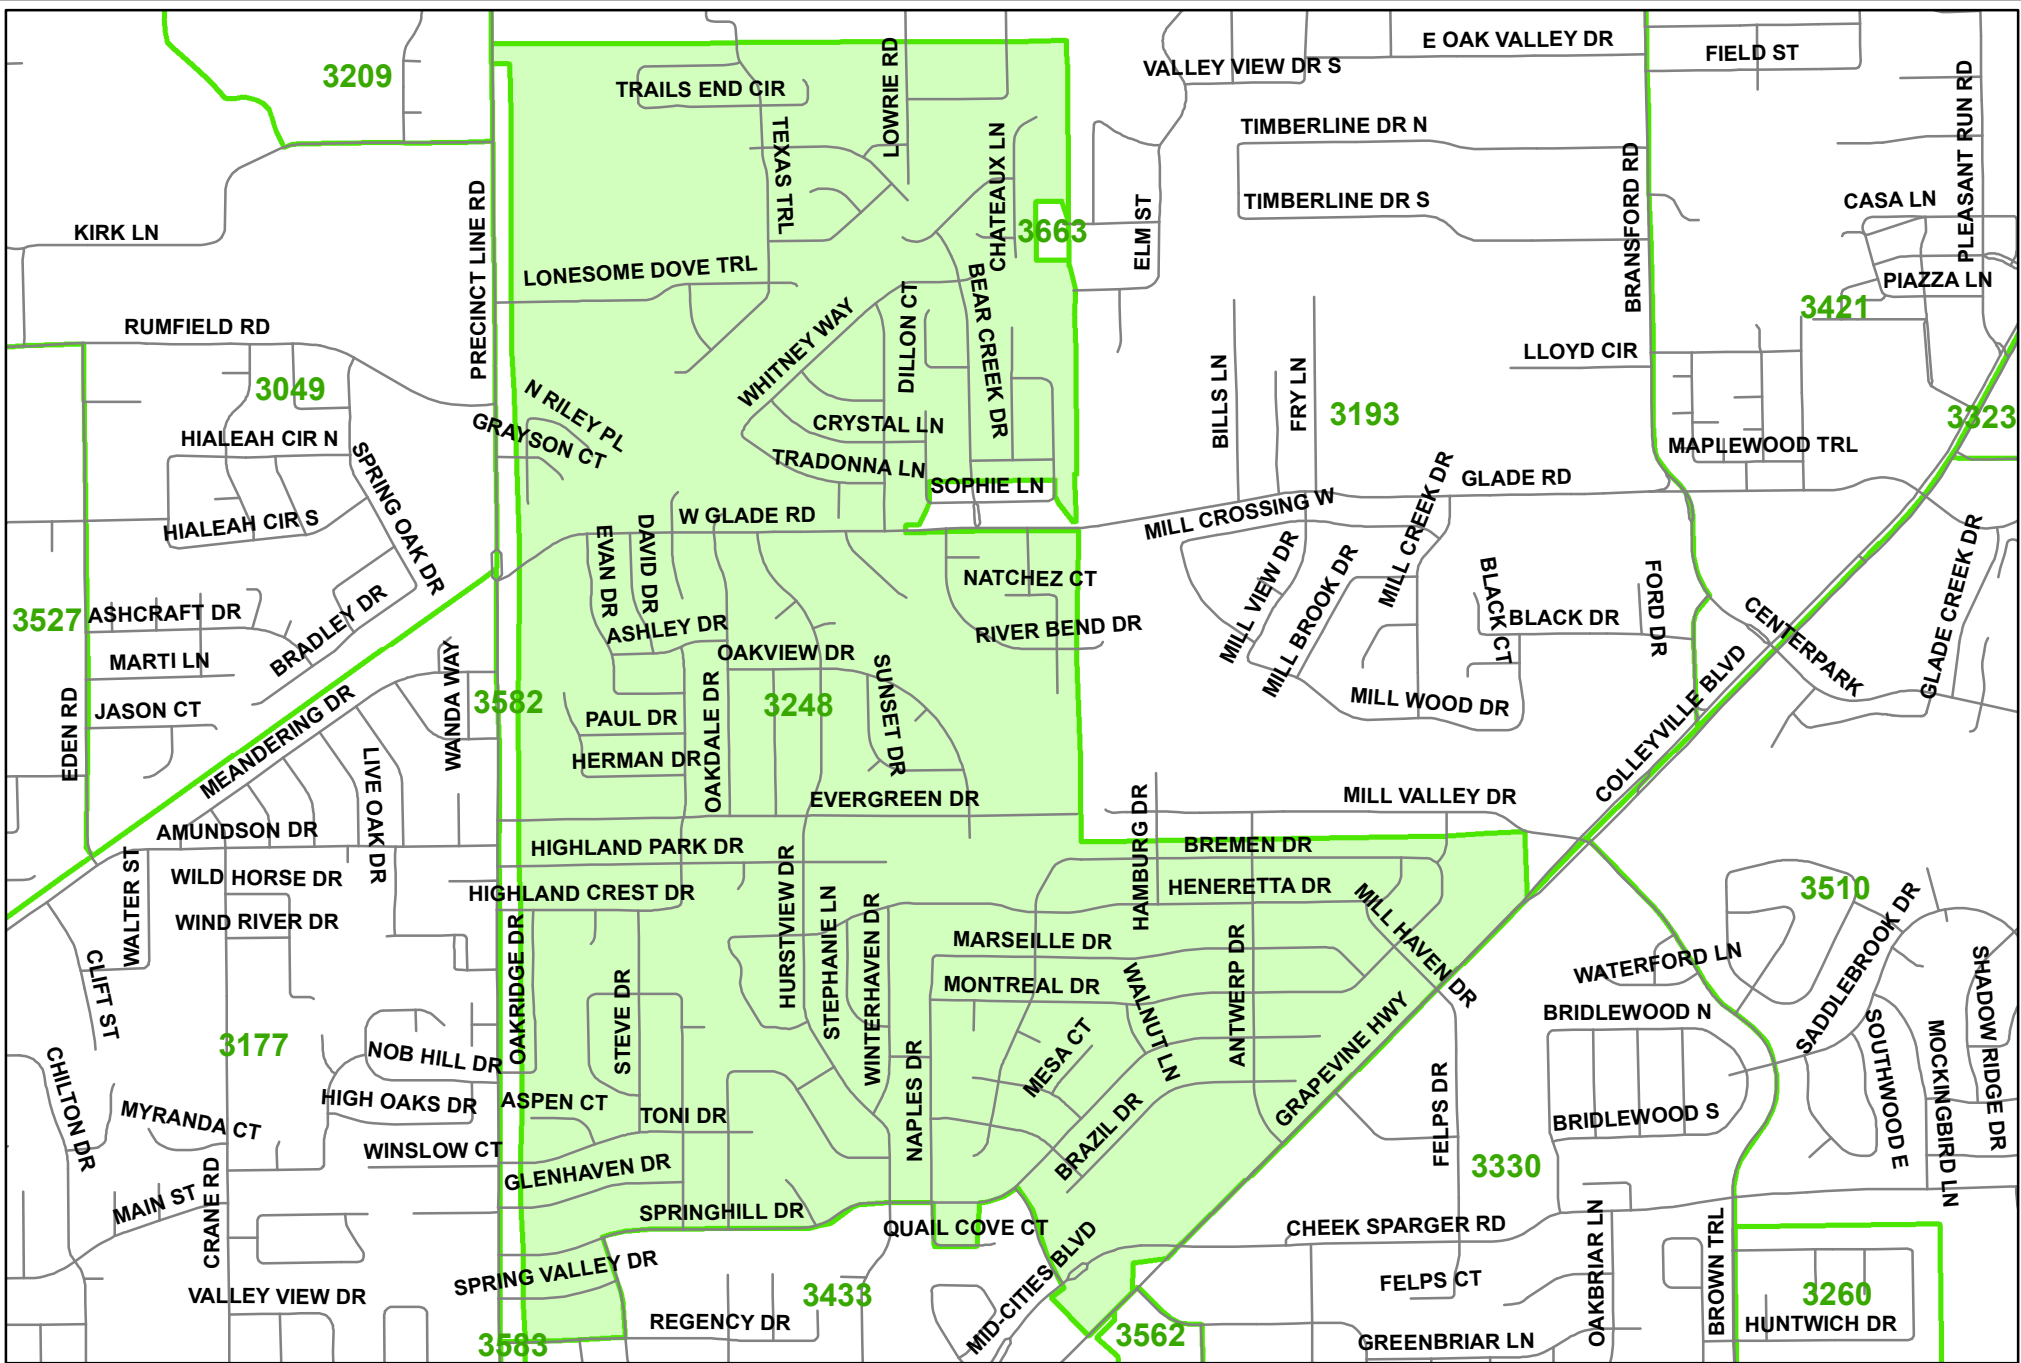 E OAK VALLEY DR
FIELD ST
VALLEY VIEW DR S
3209
TRAILS END CIR
LOWRIE RD
PLEASANT RUN RD
TEXAS TRL
TIMBERLINE DR N
CHATEAUX LN
BRANSFORD RD
PRECINCT LINE RD
TIMBERLINE DR S
CASA LN
KIRK LN
3663
ELM ST
LONESOME DOVE TRL
PIAZZA LN
BEAR CREEK DR
DILLON CT
3421
RUMFIELD RD
WHITNEY WAY
LLOYD CIR
3049
N RILEY PL
BILLS LN
FRY LN
3193
3323
GRAYSON CT
CRYSTAL LN
HIALEAH CIR N
MAPLEWOOD TRL
TRADONNA LN
SPRING OAK DR
SOPHIE LN
GLADE RD
MILL CREEK DR
HIALEAH CIR S
W GLADE RD
MILL CROSSING W
EVAN DR
DAVID DR
NATCHEZ CT
MILL VIEW DR
MILL BROOK DR
BLACK CT
FORD DR
GLADE CREEK DR
3527
ASHCRAFT DR
BRADLEY DR
ASHLEY DR
RIVER BEND DR
BLACK DR
CENTERPARK
MARTI LN
OAKVIEW DR
WANDA WAY
3582
OAKDALE DR
3248
SUNSET DR
MILL WOOD DR
EDEN RD
JASON CT
MEANDERING DR
PAUL DR
COLLEYVILLE BLVD
LIVE OAK DR
HERMAN DR
EVERGREEN DR
HAMBURG DR
MILL VALLEY DR
AMUNDSON DR
HIGHLAND PARK DR
BREMEN DR
WALTER ST
WILD HORSE DR
HIGHLAND CREST DR
HENERETTA DR
3510
WIND RIVER DR
OAKRIDGE DR
HURSTVIEW DR
STEPHANIE LN
WINTERHAVEN DR
MARSEILLE DR
ANTWERP DR
MILL HAVEN DR
SADDLEBROOK DR
CLIFT ST
STEVE DR
MONTREAL DR
WALNUT LN
WATERFORD LN
SHADOW RIDGE DR
BRIDLEWOOD N
3177
NOB HILL DR
MESA CT
GRAPEVINE HWY
SOUTHWOOD E
MOCKINGBIRD LN
CHILTON DR
MYRANDA CT
HIGH OAKS DR
ASPEN CT
TONI DR
NAPLES DR
FELPS DR
BRIDLEWOOD S
WINSLOW CT
BRAZIL DR
GLENHAVEN DR
3330
MAIN ST
CRANE RD
SPRINGHILL DR
QUAIL COVE CT
CHEEK SPARGER RD
OAKBRIAR LN
BROWN TRL
SPRING VALLEY DR
MID-CITIES BLVD
FELPS CT
VALLEY VIEW DR
3433
3260
REGENCY DR
3562
HUNTWICH DR
3583
GREENBRIAR LN